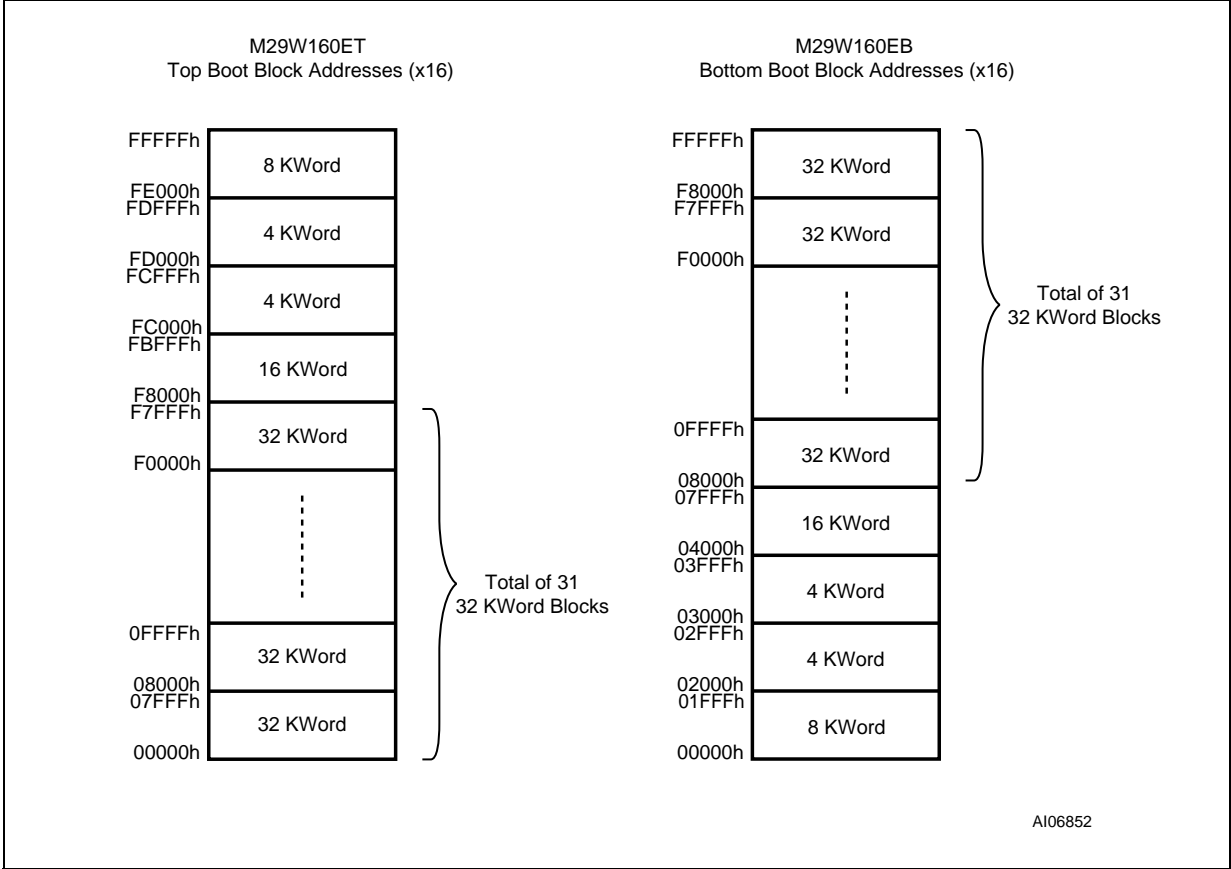 M29W160ET
Top Boot Block Addresses (x16)
FFFFFh
8 KWord
FE000h
FDFFFh
4 KWord
FD000h
FCFFFh
4 KWord
FC000h
FBFFFh
16 KWord
F8000h
F7FFFh
32 KWord
F0000h
Total of 31
32 KWord Blocks
0FFFFh
32 KWord
08000h
07FFFh
32 KWord
00000h
M29W160EB
Bottom Boot Block Addresses (x16)
FFFFFh
32 KWord
F8000h
F7FFFh
32 KWord
F0000h
Total of 31
32 KWord Blocks
0FFFFh
32 KWord
08000h
07FFFh
16 KWord
04000h
03FFFh
4 KWord
03000h
02FFFh
4 KWord
02000h
01FFFh
8 KWord
00000h
AI06852